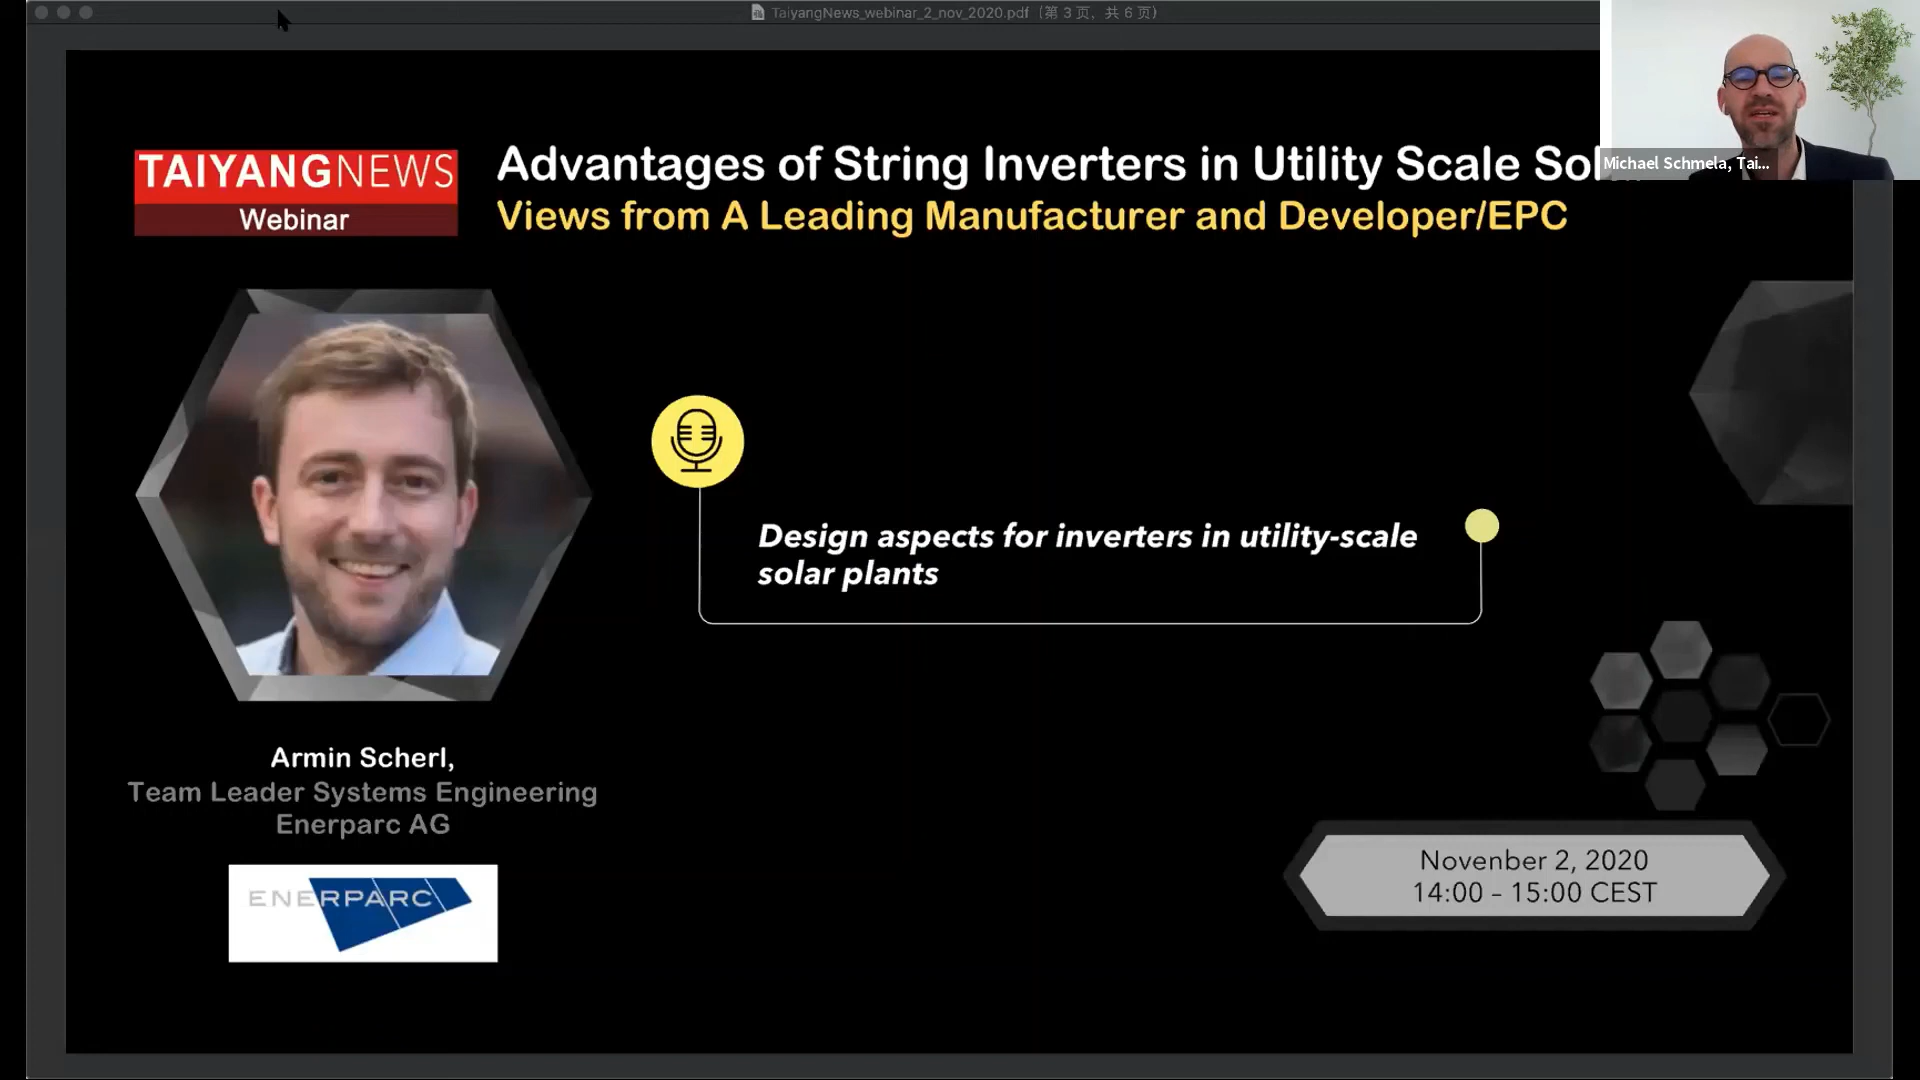 TaiyangNews_webinar_2_nov_2020.pdf (第 3 页，共 6 页)
TAIYANGNEWS
Webinar
Advantages of String Inverters in Utility Scale
Views from A Leading Manufacturer and Developer/EPC
Michael Schmela, Tai...
Design aspects for inverters in utility-scale
solar plants
Armin Scherl,
Team Leader Systems Engineering
Enerparc AG
ENERPARC
Novenber 2, 2020
14:00 – 15:00 CEST